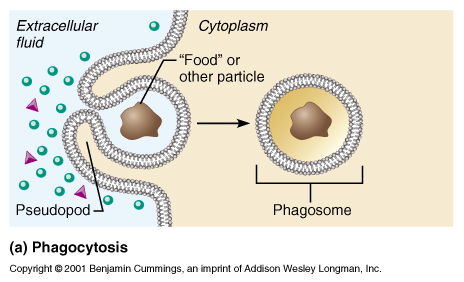 Extracellular
fluid
Cytoplasm
“Food” or
other particle
Pseudopod
Phagosome
(a) Phagocytosis
Copyright © 2001 Benjamin Cummings, an imprint of Addison Wesley Longman, Inc.